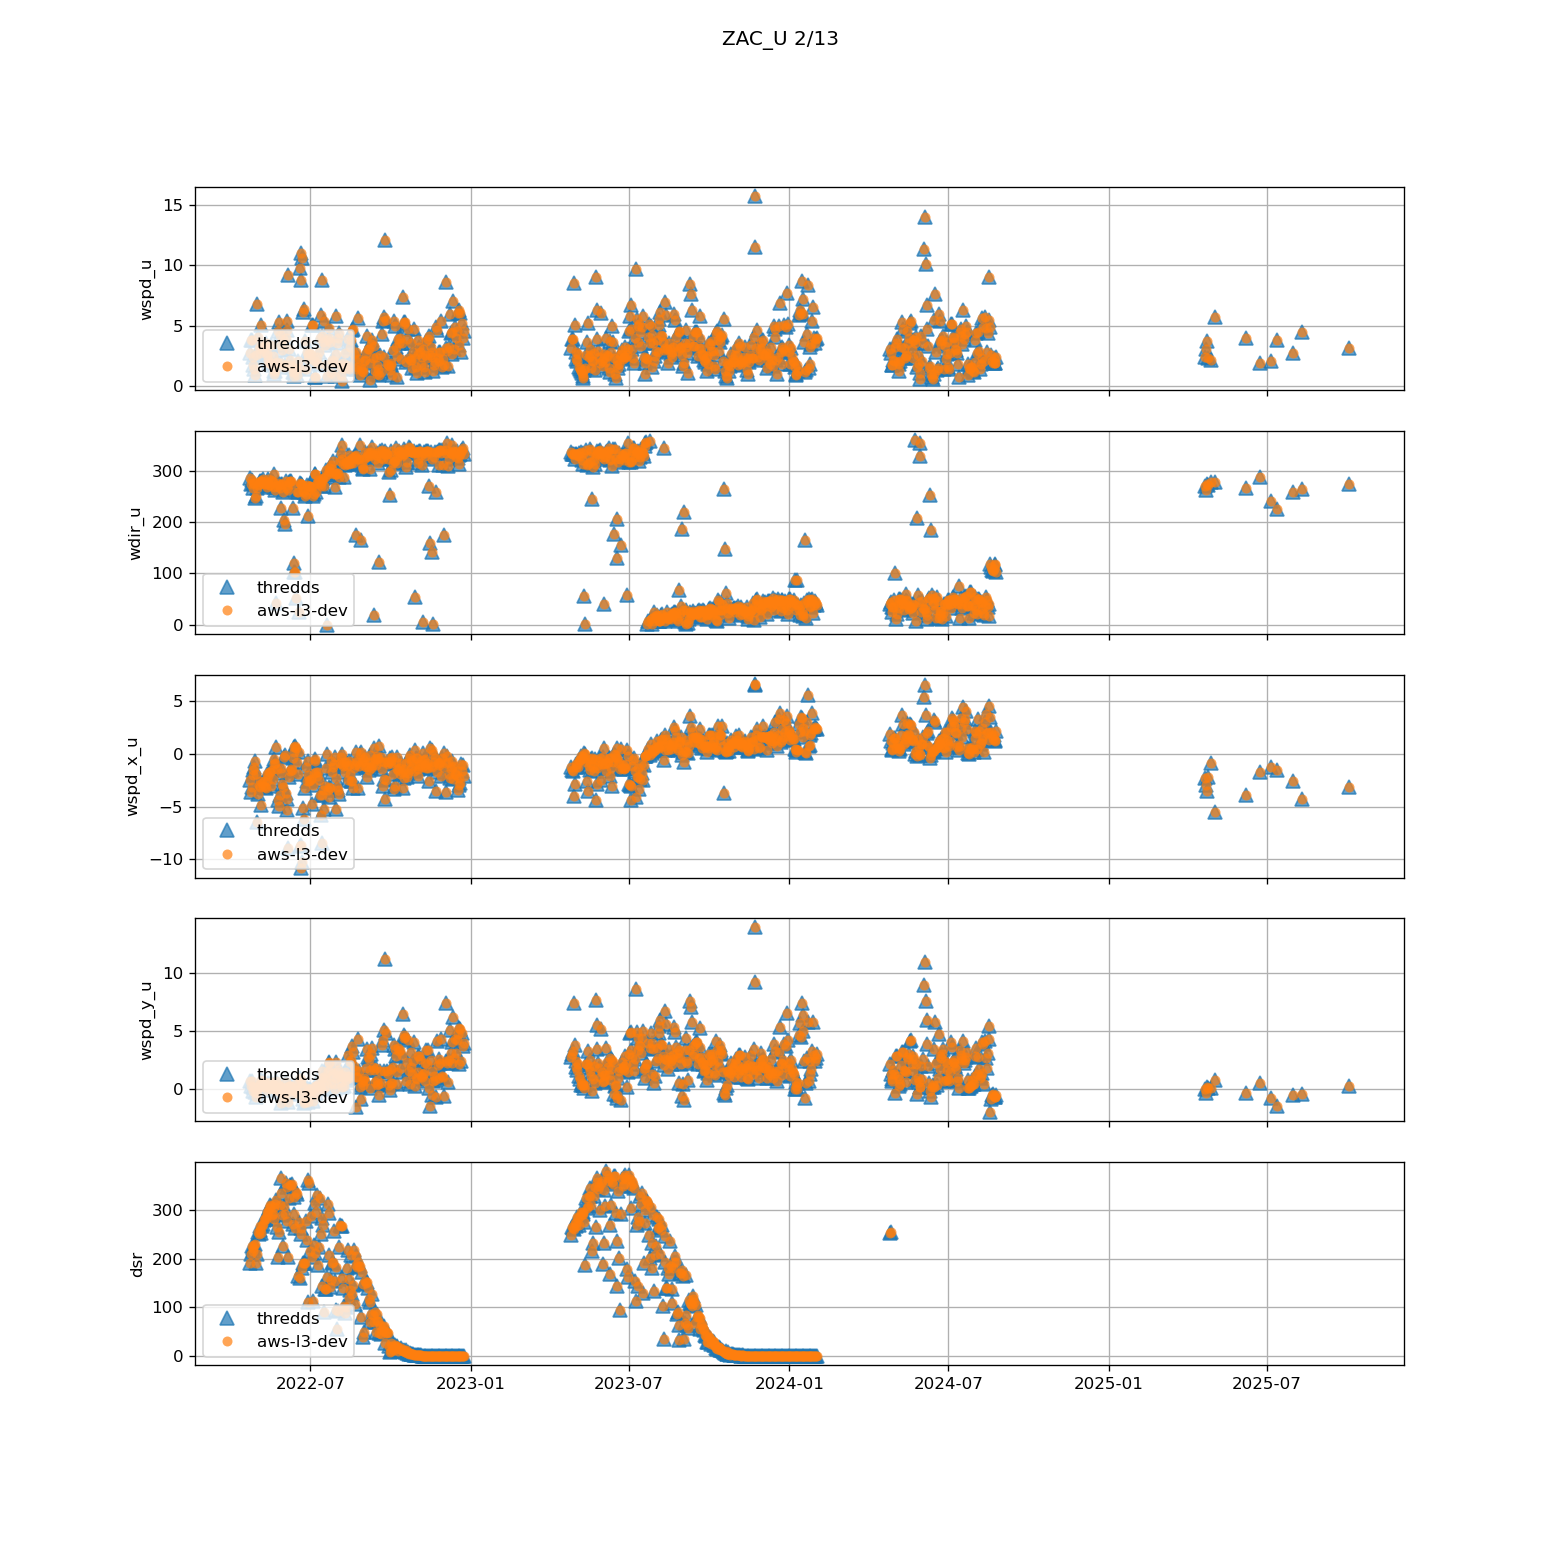 ZAC_U 2/13
15
10
5
0
wspd_u
thredds
aws-l3-dev
300
200
100
0
wdir_u
thredds
aws-l3-dev
5
0
−5
−10
wspd_x_u
thredds
aws-l3-dev
10
5
0
wspd_y_u
thredds
aws-l3-dev
300
200
100
0
dsr
thredds
aws-l3-dev
2022-07 2023-01 2023-07 2024-01 2024-07 2025-01 2025-07